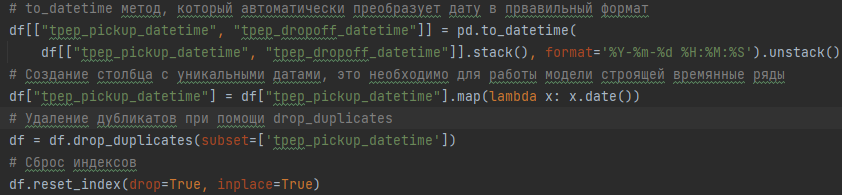 # to_datetime метод, который автоматически преобразует дату в првавильный формат
df[["tpep_pickup_datetime", "tpep_dropoff_datetime"]] = pd.to_datetime(
    df[["tpep_pickup_datetime", "tpep_dropoff_datetime"]].stack(), format='%Y-%m-%d %H:%M:%S').unstack()
# Создание столбца с уникальными датами, это необходимо для работы модели строящей времянные ряды
df["tpep_pickup_datetime"] = df["tpep_pickup_datetime"].map(lambda x: x.date())
# Удаление дубликатов при помощи drop_duplicates
df = df.drop_duplicates(subset=['tpep_pickup_datetime'])
# Сброс индексов
df.reset_index(drop=True, inplace=True)